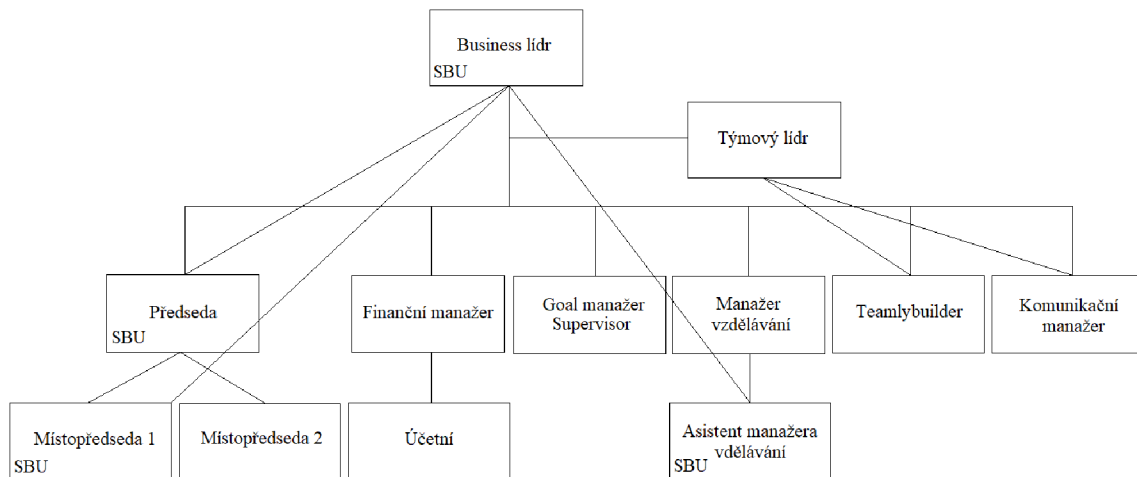 Business lídr
SBU
Týmový lídr
Předseda
SBU
Finanční manažer
Goal manažer
Supervisor
Manažer
vzdělávání
Teamlybuilder
Komunikační
manažer
Místopředseda 1
SBU
Místopředseda 2
Účetní
Asistent manažera
vdělávání
SBU